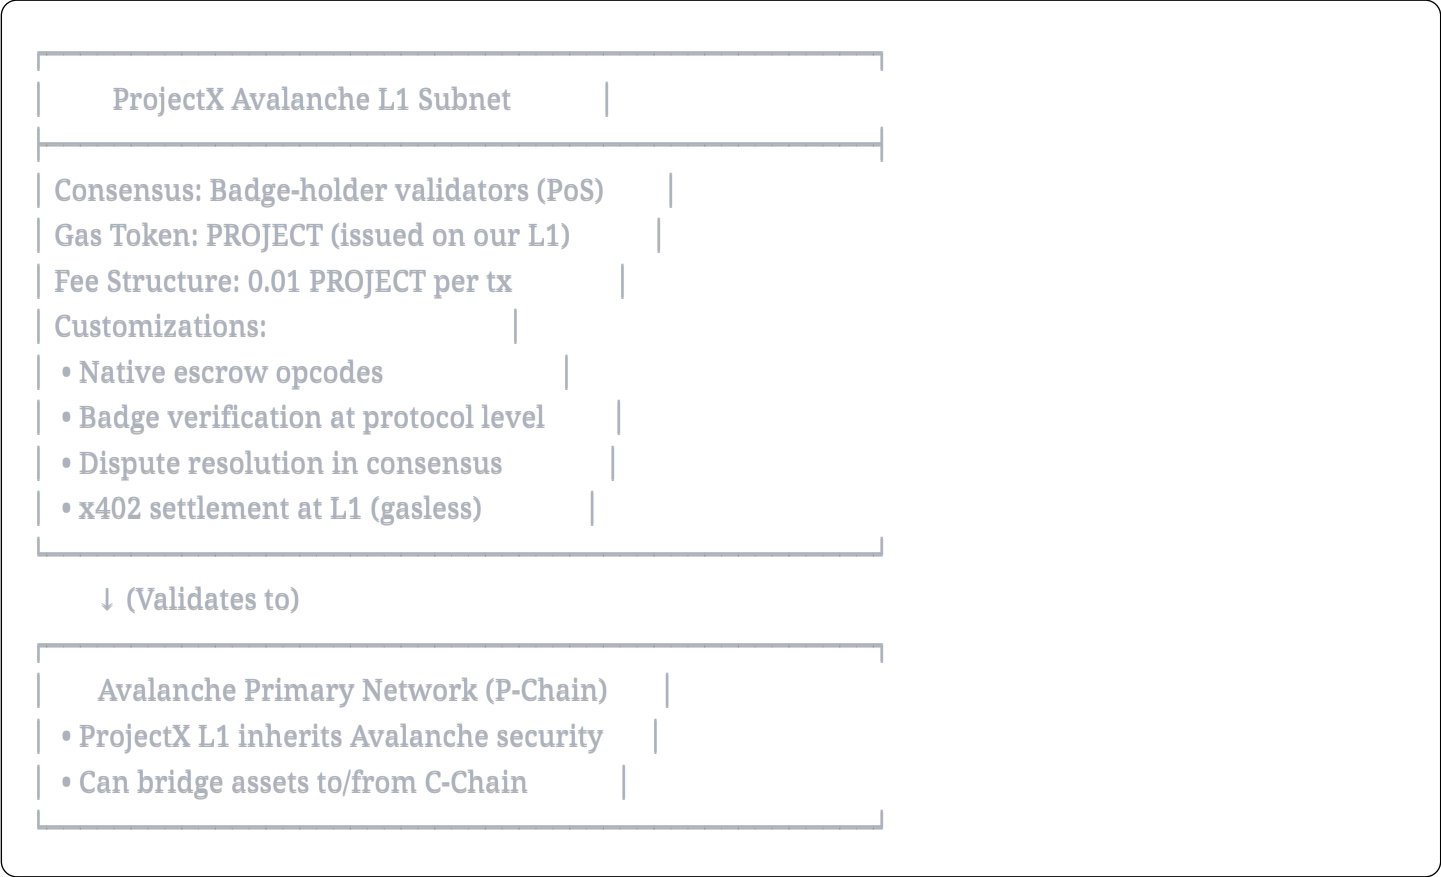 ProjectX Avalanche L1 Subnet
Consensus: Badge-holder validators (PoS)
Gas Token: PROJECT (issued on our L1)
Fee Structure: 0.01 PROJECT per tx
Customizations:
• Native escrow opcodes
• Badge verification at protocol level
• Dispute resolution in consensus
• x402 settlement at L1 (gasless)
↓ (Validates to)
Avalanche Primary Network (P-Chain)
• ProjectX L1 inherits Avalanche security
• Can bridge assets to/from C-Chain